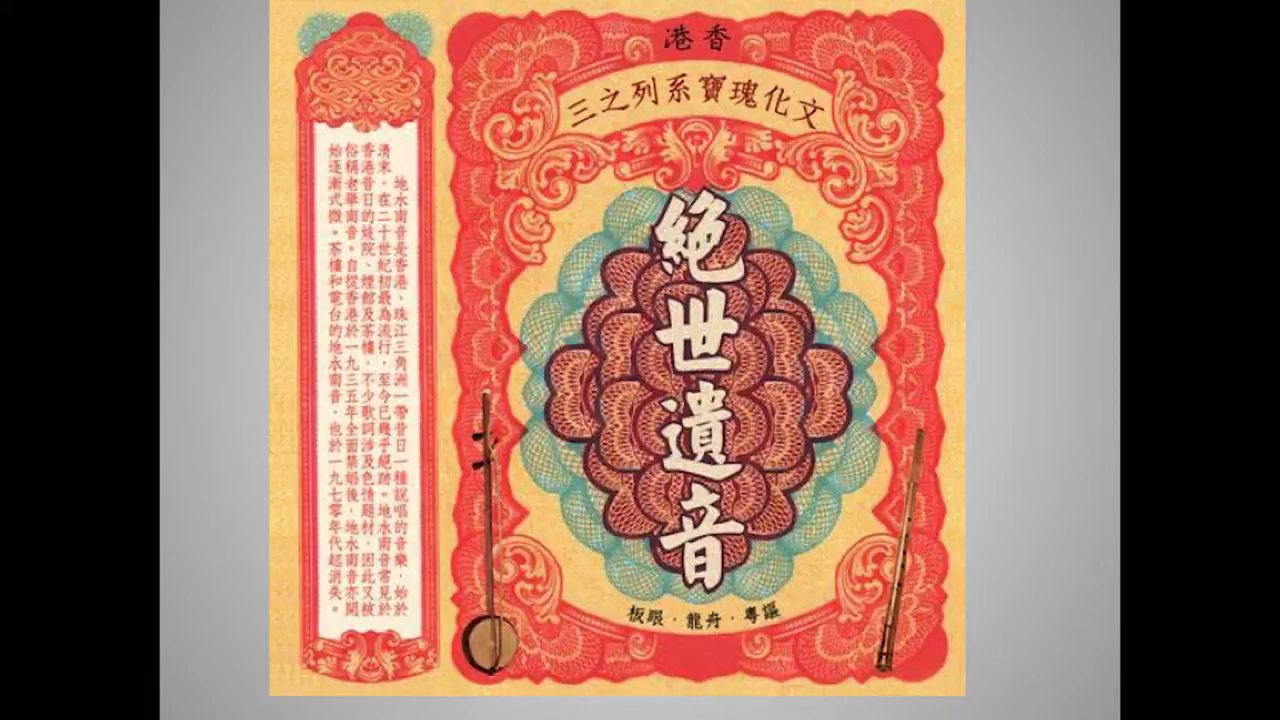 香港
文化瑰寶系列之三
絕世遺音
板眼．龍舟．粵謳
地水南音是香港、珠江三角洲一帶昔日一種說唱的音樂，始於
清末，在二十世紀初最為流行，至今已幾乎絕跡。地水南音常見於
香港昔日的妓院、煙館及茶樓，不少歌詞涉及色情題材，因此又被
俗稱老舉南音。自從香港於一九三五年全面禁娼後，地水南音亦開
始逐漸式微。茶樓和電台的地水南音，也於一九七零年代起消失。